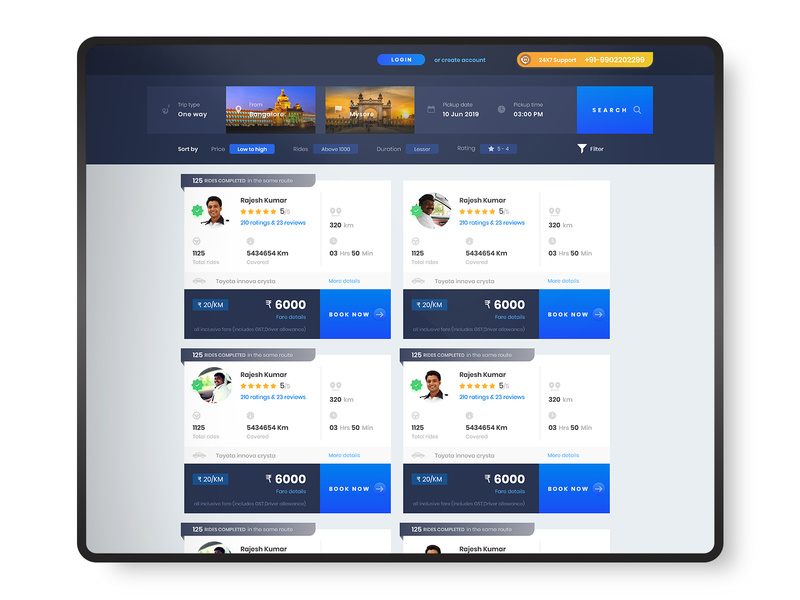 LOGIN
or create account
24X7 Support +91-9902202299
Trip type
One way
From
Bangalore
Mysore
Pickup date
10 Jun 2019
Pickup time
03:00 PM
SEARCH
Sort by
Price
Low to high
Rides
Above 1000
Duration
Lessor
Rating
5 - 4
Filter
125 RIDES COMPLETED in the same route
Rajesh Kumar
5/5
210 ratings & 23 reviews
320 km
1125
Total rides
5434654 Km
Covered
03 Hrs 50 Min
Toyota innova crysta
More details
₹ 20/KM
₹ 6000
Fare details
all inclusive fare (includes GST,Driver allowance)
BOOK NOW
Rajesh Kumar
5/5
210 ratings & 23 reviews
320 km
1125
Total rides
5434654 Km
Covered
03 Hrs 50 Min
Toyota innova crysta
More details
₹ 20/KM
₹ 6000
Fare details
all inclusive fare (includes GST,Driver allowance)
BOOK NOW
125 RIDES COMPLETED in the same route
Rajesh Kumar
5/5
210 ratings & 23 reviews
320 km
1125
Total rides
5434654 Km
Covered
03 Hrs 50 Min
Toyota innova crysta
More details
₹ 20/KM
₹ 6000
Fare details
all inclusive fare (includes GST,Driver allowance)
BOOK NOW
125 RIDES COMPLETED in the same route
Rajesh Kumar
5/5
210 ratings & 23 reviews
320 km
1125
Total rides
5434654 Km
Covered
03 Hrs 50 Min
Toyota innova crysta
More details
₹ 20/KM
₹ 6000
Fare details
all inclusive fare (includes GST,Driver allowance)
BOOK NOW
125 RIDES COMPLETED in the same route
Rajesh Kumar
125 RIDES COMPLETED in the same route
Rajesh Kumar